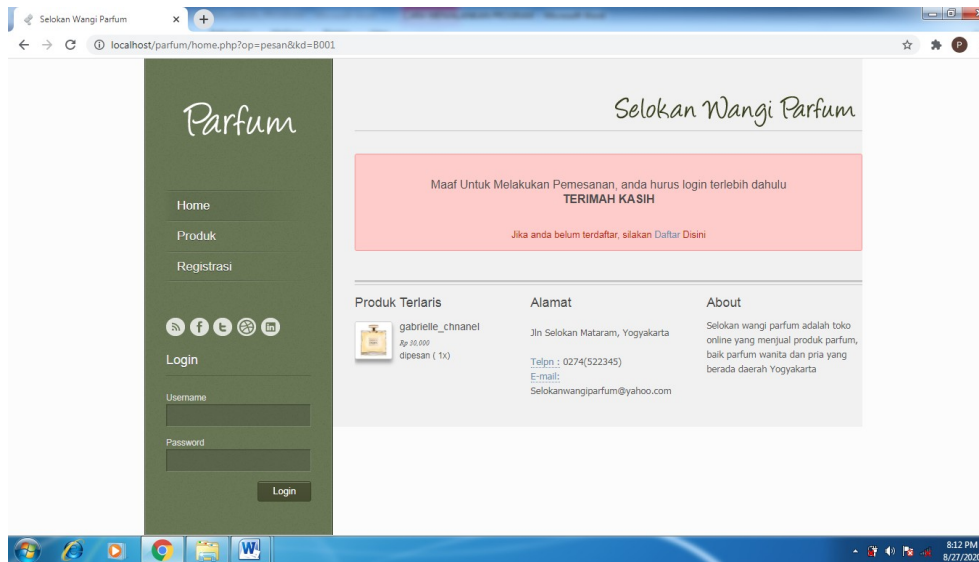 Selokan Wangi Parfum
localhost/parfum/home.php?op=pesan&kd=B001
P
Parfum
Selokan Wangi Parfum
Home
Produk
Registrasi
Maaf Untuk Melakukan Pemesanan, anda hurus login terlebih dahulu
TERIMAH KASIH
Jika anda belum terdaftar, silakan Daftar Disini
Produk Terlaris
gabrielle_chnanel
Rp 30,000
dipesan ( 1x)
Alamat
Jln Selokan Mataram, Yogyakarta
Telpn : 0274(522345)
E-mail:
Selokanwangiparfum@yahoo.com
About
Selokan wangi parfum adalah toko
online yang menjual produk parfum,
baik parfum wanita dan pria yang
berada daerah Yogyakarta
Login
Username
Password
Login
8:12 PM
8/27/2020